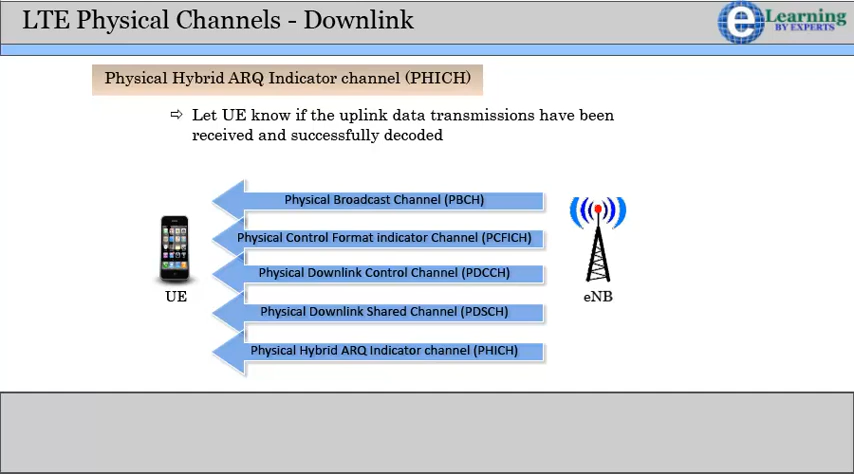 LTE Physical Channels - Downlink
eLearning
BY EXPERTS
Physical Hybrid ARQ Indicator channel (PHICH)
⇨ Let UE know if the uplink data transmissions have been
received and successfully decoded
Physical Broadcast Channel (PBCH)
Physical Control Format indicator Channel (PCFICH)
Physical Downlink Control Channel (PDCCH)
Physical Downlink Shared Channel (PDSCH)
Physical Hybrid ARQ Indicator channel (PHICH)
UE
eNB